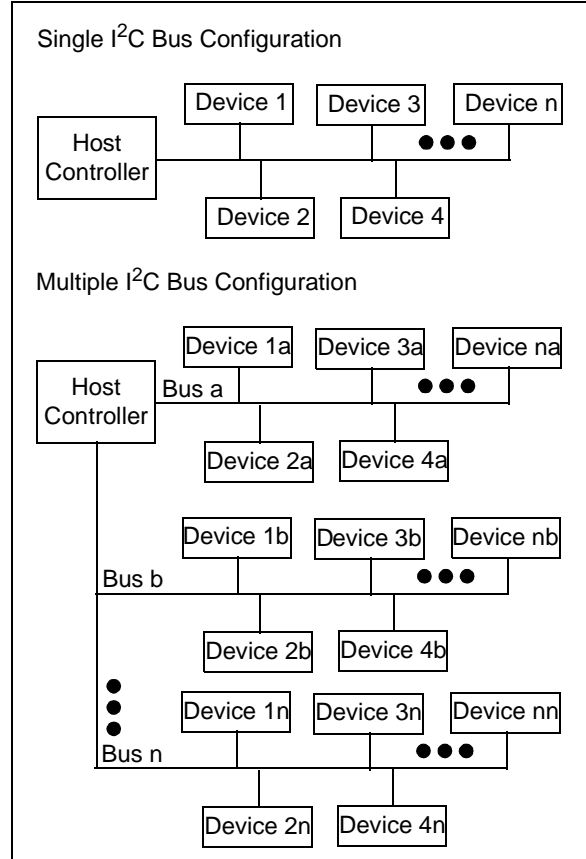 Single I²C Bus Configuration
Device 1
Device 3
Device n
Host
Controller
Device 2
Device 4
Multiple I²C Bus Configuration
Device 1a
Device 3a
Device na
Host
Controller
Bus a
Device 2a
Device 4a
Device 1b
Device 3b
Device nb
Bus b
Device 2b
Device 4b
Device 1n
Device 3n
Device nn
Bus n
Device 2n
Device 4n